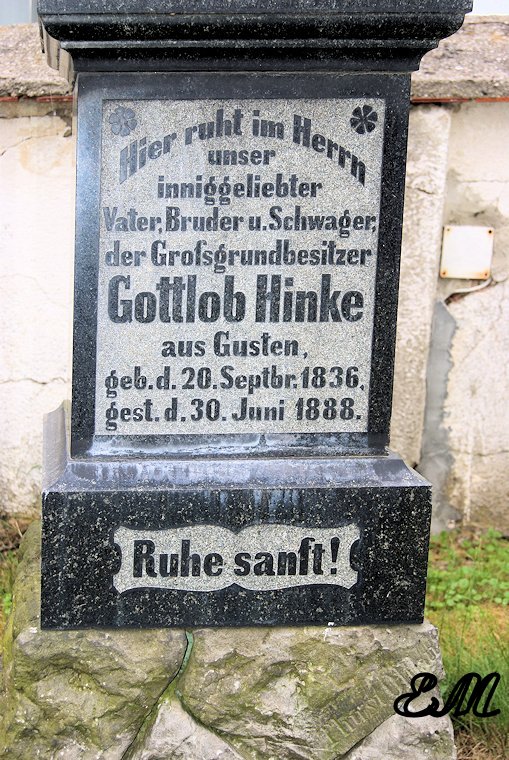 Hier ruht im Herrn
unser
inniggeliebter
Vater, Bruder u. Schwager,
der Grofsgrundbesitzer
Gottlob Hinke
aus Gusten,
geb. d. 20. Septbr. 1836,
gest. d. 30. Juni 1888.
Ruhe sanft!
EM